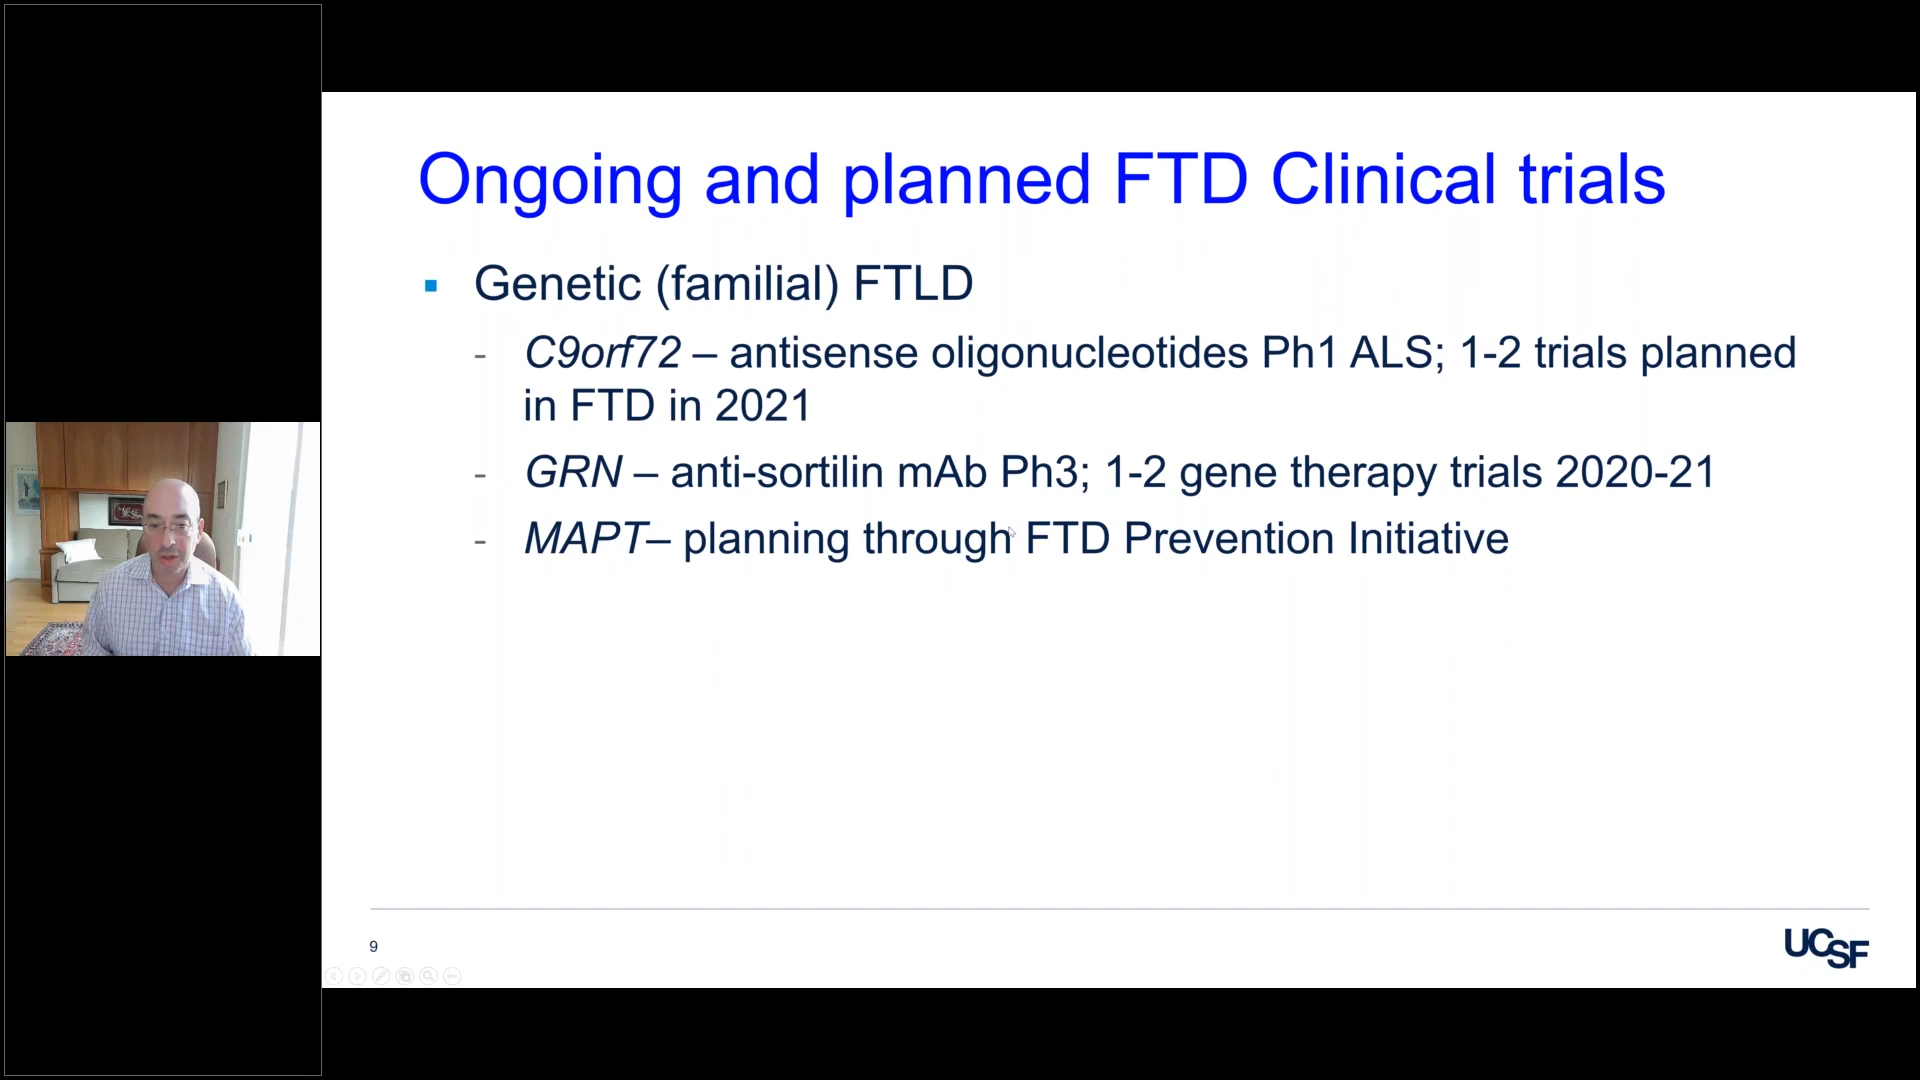 Ongoing and planned FTD Clinical trials
▪ Genetic (familial) FTLD
- C9orf72 – antisense oligonucleotides Ph1 ALS; 1-2 trials planned
in FTD in 2021
- GRN – anti-sortilin mAb Ph3; 1-2 gene therapy trials 2020-21
- MAPT– planning through FTD Prevention Initiative
9
UCSF